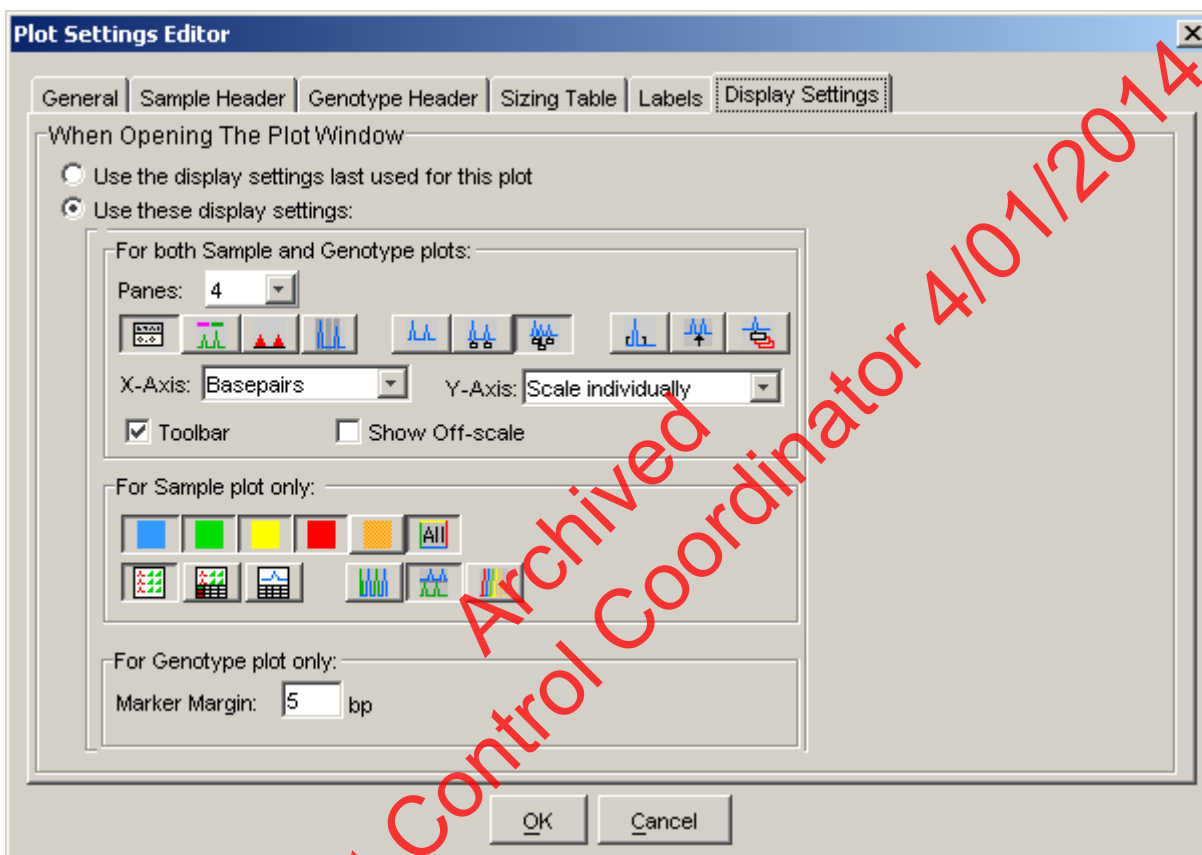 Plot Settings Editor
General Sample Header Genotype Header Sizing Table Labels Display Settings
When Opening The Plot Window
Use the display settings last used for this plot
Use these display settings:
For both Sample and Genotype plots:
Panes: 4
X-Axis: Basepairs Y-Axis: Scale individually
Toolbar Show Off-scale
For Sample plot only:
All
For Genotype plot only:
Marker Margin: 5 bp
OK Cancel
Archived
Control Coordinator 4/01/2014